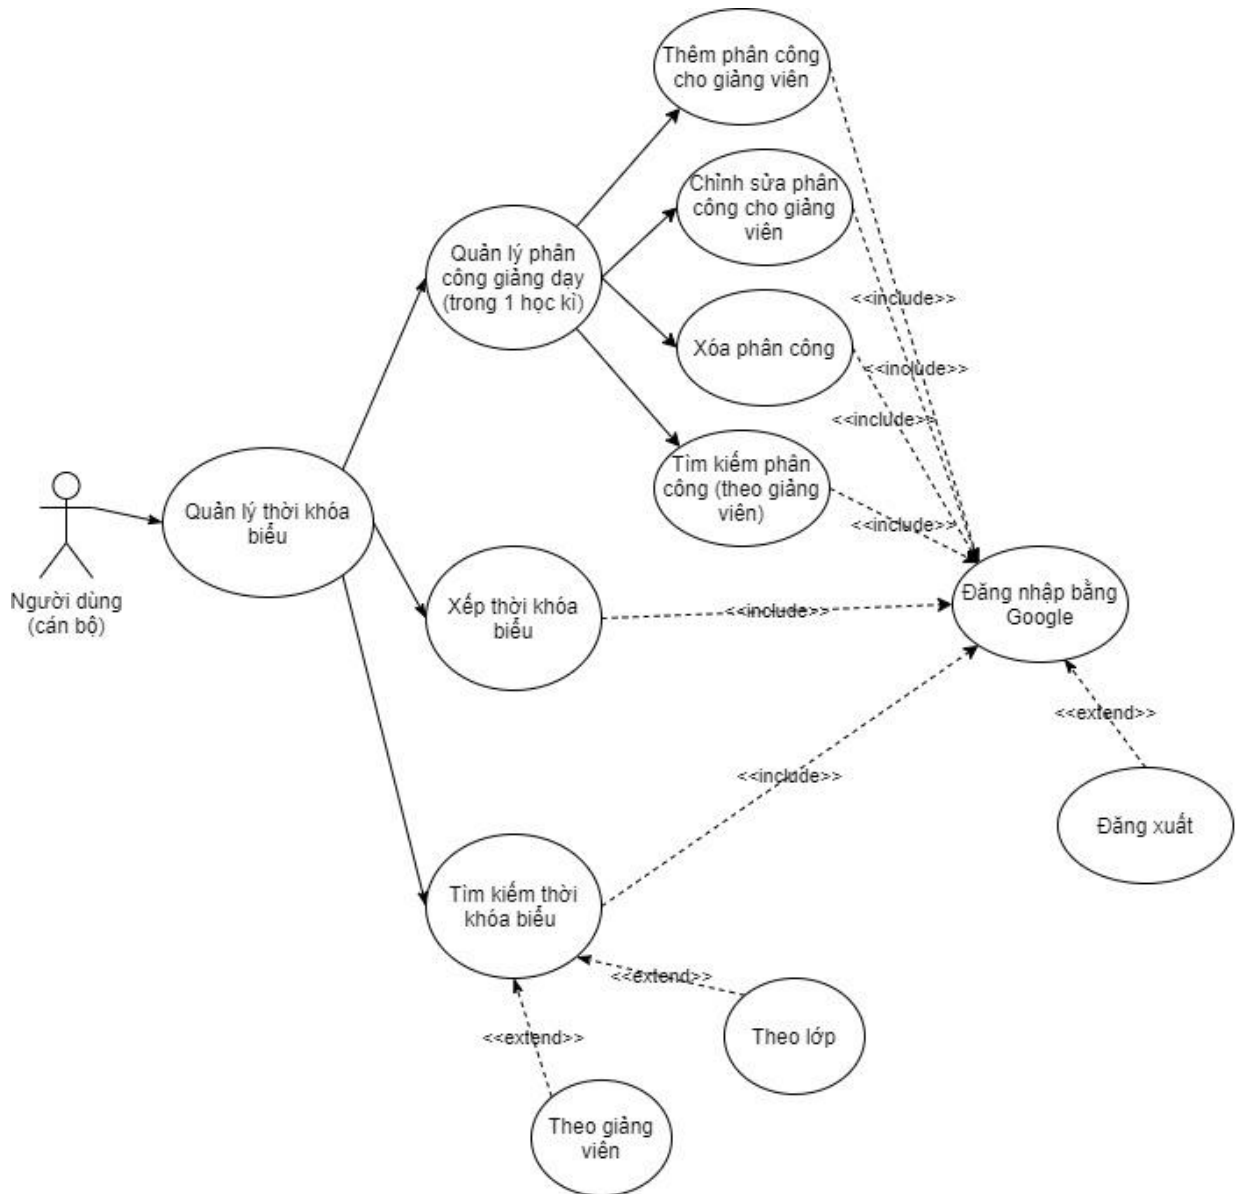 Thêm phân công
cho giảng viên
Chỉnh sửa phân
công cho giảng
viên
Quản lý phân
công giảng dạy
(trong 1 học kì)
<<include>>
Xóa phân công
<<include>>
<<include>>
Tìm kiếm phân
công (theo giảng
viên)
Quản lý thời khóa
biểu
<<include>>
Người dùng
(cán bộ)
Xếp thời khóa
biểu
<<include>>
Đăng nhập bằng
Google
<<extend>>
<<include>>
Đăng xuất
Tìm kiếm thời
khóa biểu
<<extend>>
<<extend>>
Theo lớp
Theo giảng
viên